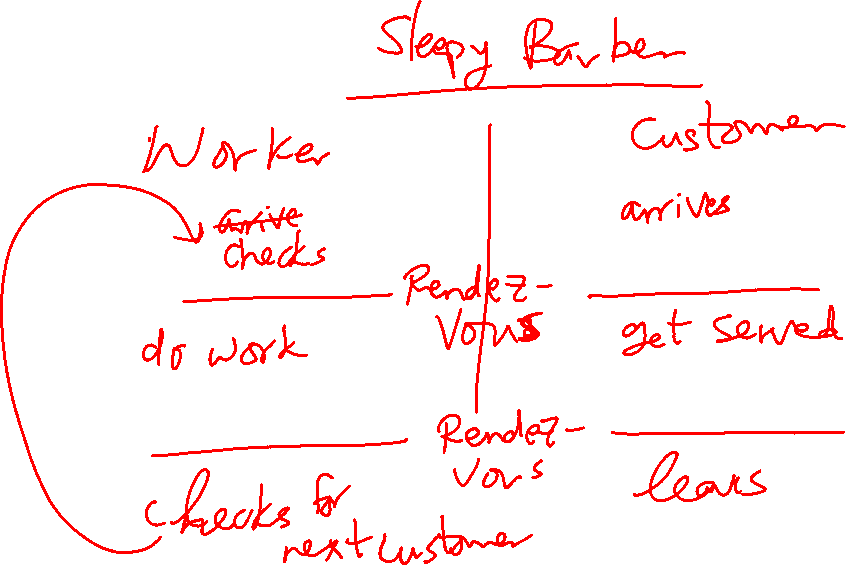 Sleepy Barber
Worker
Customer
arrive
checks
arrives
Rendez-
Vous
do work
get served
Rendez-
Vous
checks for
next customer
leavs